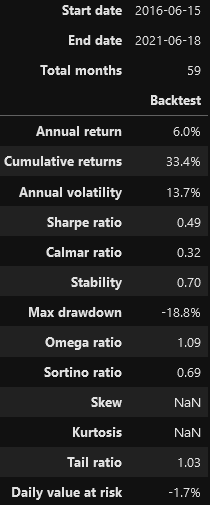 Start date 2016-06-15
End date 2021-06-18
Total months 59
Backtest
Annual return 6.0%
Cumulative returns 33.4%
Annual volatility 13.7%
Sharpe ratio 0.49
Calmar ratio 0.32
Stability 0.70
Max drawdown -18.8%
Omega ratio 1.09
Sortino ratio 0.69
Skew NaN
Kurtosis NaN
Tail ratio 1.03
Daily value at risk -1.7%